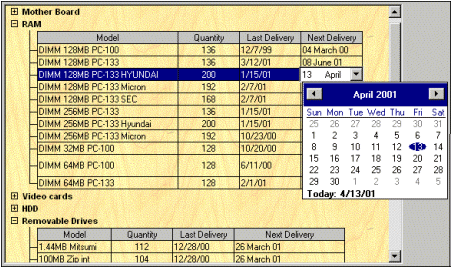 Mother Board
RAM
Model Quantity Last Delivery Next Delivery
DIMM 128MB PC-100 136 12/7/99 04 March 00
DIMM 128MB PC-133 136 3/12/01 08 June 01
DIMM 128MB PC-133 HYUNDAI 200 1/15/01 13 April
DIMM 128MB PC-133 Micron 192 2/7/01
DIMM 128MB PC-133 SEC 168 2/7/01
DIMM 256MB PC-133 136 1/15/01
DIMM 256MB PC-133 Hyundai 200 1/15/01
DIMM 256MB PC-133 Micron 192 10/23/00
DIMM 32MB PC-100 128 10/20/00
DIMM 64MB PC-100 128 6/11/00
DIMM 64MB PC-133 128 2/1/01
April 2001
Sun Mon Tue Wed Thu Fri Sat
25 26 27 28 29 30 31
1 2 3 4 5 6 7
8 9 10 11 12 13 14
15 16 17 18 19 20 21
22 23 24 25 26 27 28
29 30 1 2 3 4 5
Today: 4/13/01
Video cards
HDD
Removable Drives
Model Quantity Last Delivery Next Delivery
1.44MB Mitsumi 112 12/28/00 26 March 01
100MB Zip int 104 12/28/00 26 March 01